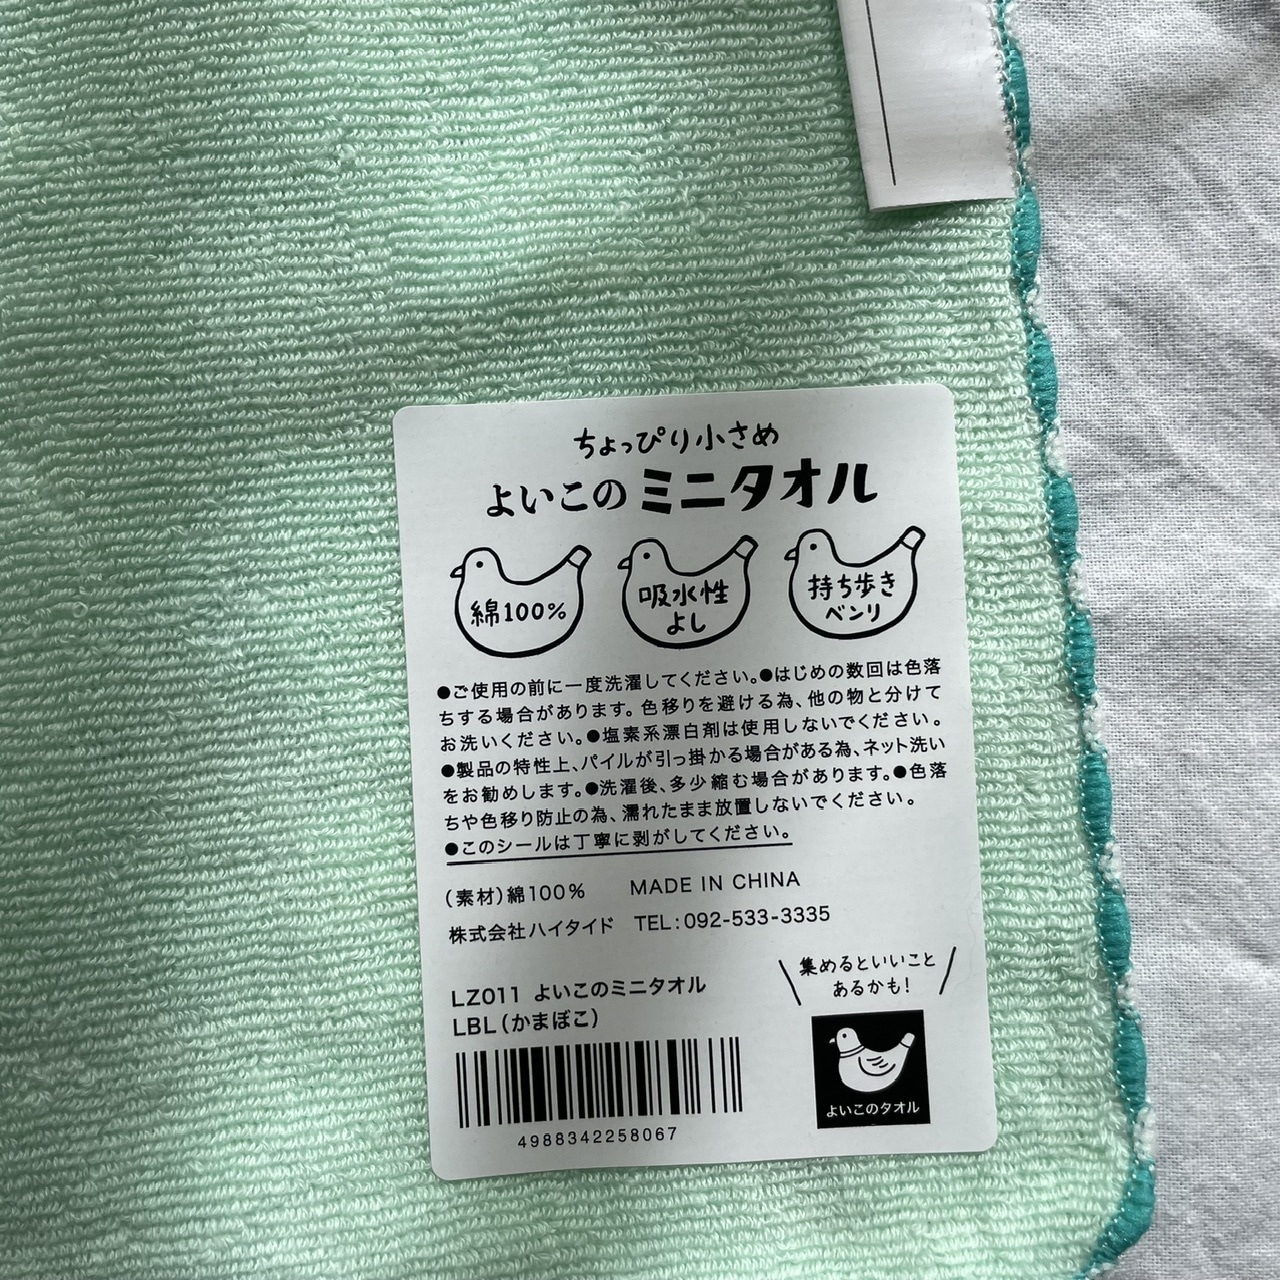 ちょっぴり小さめ
よいこのミニタオル
綿100%
吸水性
よし
持ち歩き
ベンリ
●ご使用の前に一度洗濯してください。●はじめの数回は色落
ちする場合があります。色移りを避ける為、他の物と分けて
お洗いください。●塩素系漂白剤は使用しないでください。
●製品の特性上、パイルが引っ掛かる場合がある為、ネット洗い
をお勧めします。●洗濯後、多少縮む場合があります。●色落
ちや色移り防止の為、濡れたまま放置しないでください。
●このシールは丁寧に剥がしてください。
(素材)綿100% MADE IN CHINA
株式会社ハイタイド TEL:092-533-3335
集めるといいこと
あるかも!
LZ011 よいこのミニタオル
LBL(かまぼこ)
よいこのタオル
4988342258067